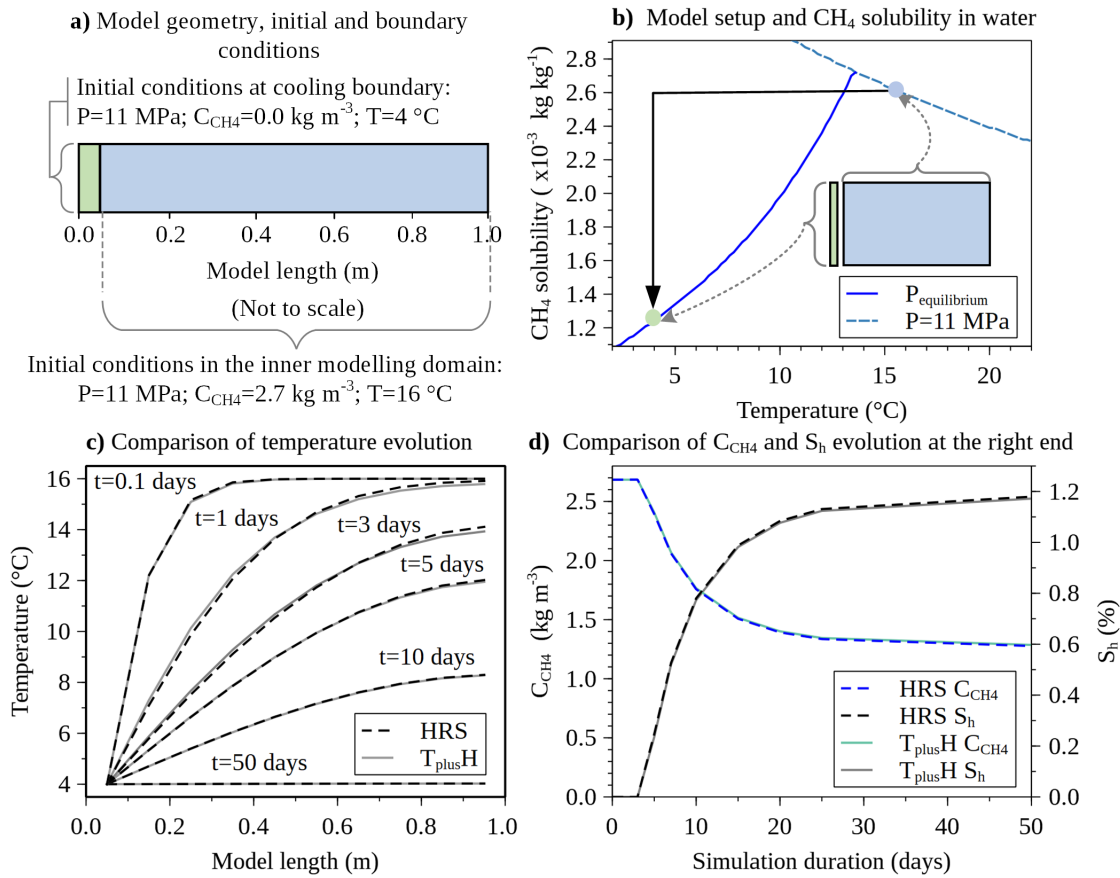 a) Model geometry, initial and boundary
conditions
Initial conditions at cooling boundary:
P=11 MPa; C_CH4=0.0 kg m^-3; T=4 °C
0.0 0.2 0.4 0.6 0.8 1.0
Model length (m)
(Not to scale)
Initial conditions in the inner modelling domain:
P=11 MPa; C_CH4=2.7 kg m^-3; T=16 °C
b) Model setup and CH4 solubility in water
CH4 solubility ( x10^-3 kg kg^-1)
2.8
2.6
2.4
2.2
2.0
1.8
1.6
1.4
1.2
P_equilibrium
P=11 MPa
5 10 15 20
Temperature (°C)
c) Comparison of temperature evolution
Temperature (°C)
16
14
12
10
8
6
4
t=0.1 days
t=1 days
t=3 days
t=5 days
t=10 days
t=50 days
HRS
T_plusH
0.0 0.2 0.4 0.6 0.8 1.0
Model length (m)
d) Comparison of C_CH4 and S_h evolution at the right end
C_CH4 (kg m^-3)
2.5
2.0
1.5
1.0
0.5
0.0
HRS C_CH4
HRS S_h
T_plusH C_CH4
T_plusH S_h
1.2
1.0
0.8
0.6
0.4
0.2
0.0
S_h (%)
0 10 20 30 40 50
Simulation duration (days)